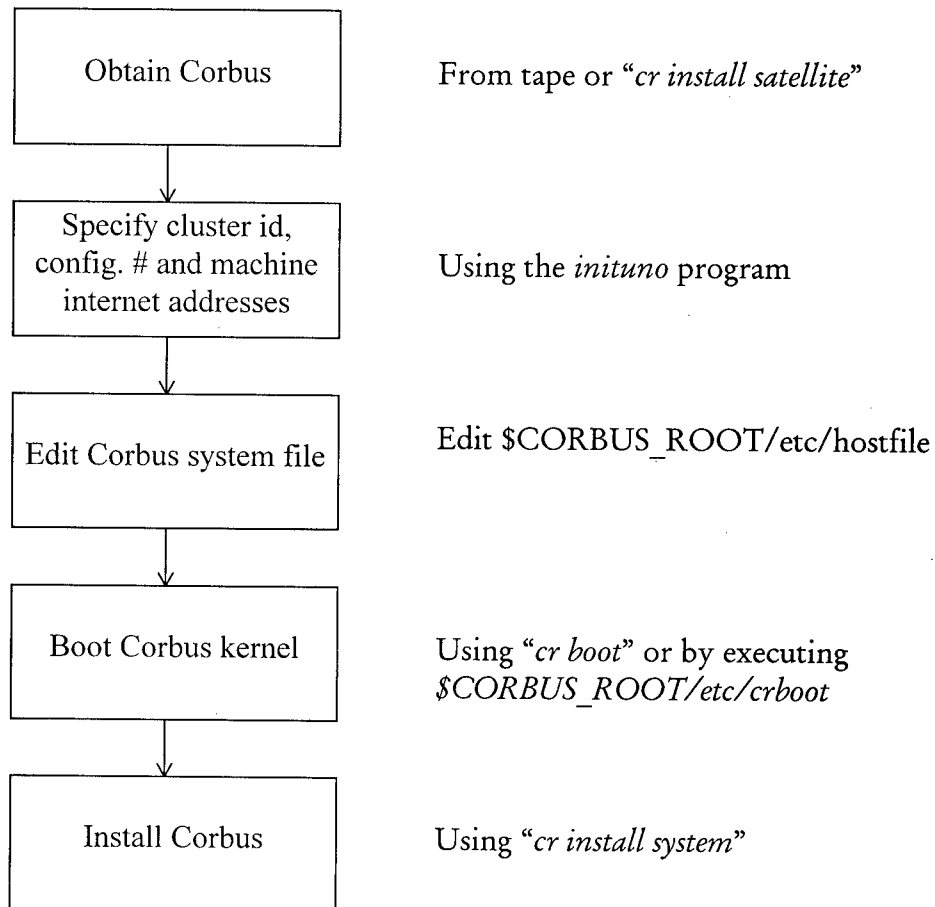 Obtain Corbus
From tape or “cr install satellite”
Specify cluster id,
config. # and machine
internet addresses
Using the inituno program
Edit Corbus system file
Edit $CORBUS_ROOT/etc/hostfile
Boot Corbus kernel
Using “cr boot” or by executing
$CORBUS_ROOT/etc/crboot
Install Corbus
Using “cr install system”